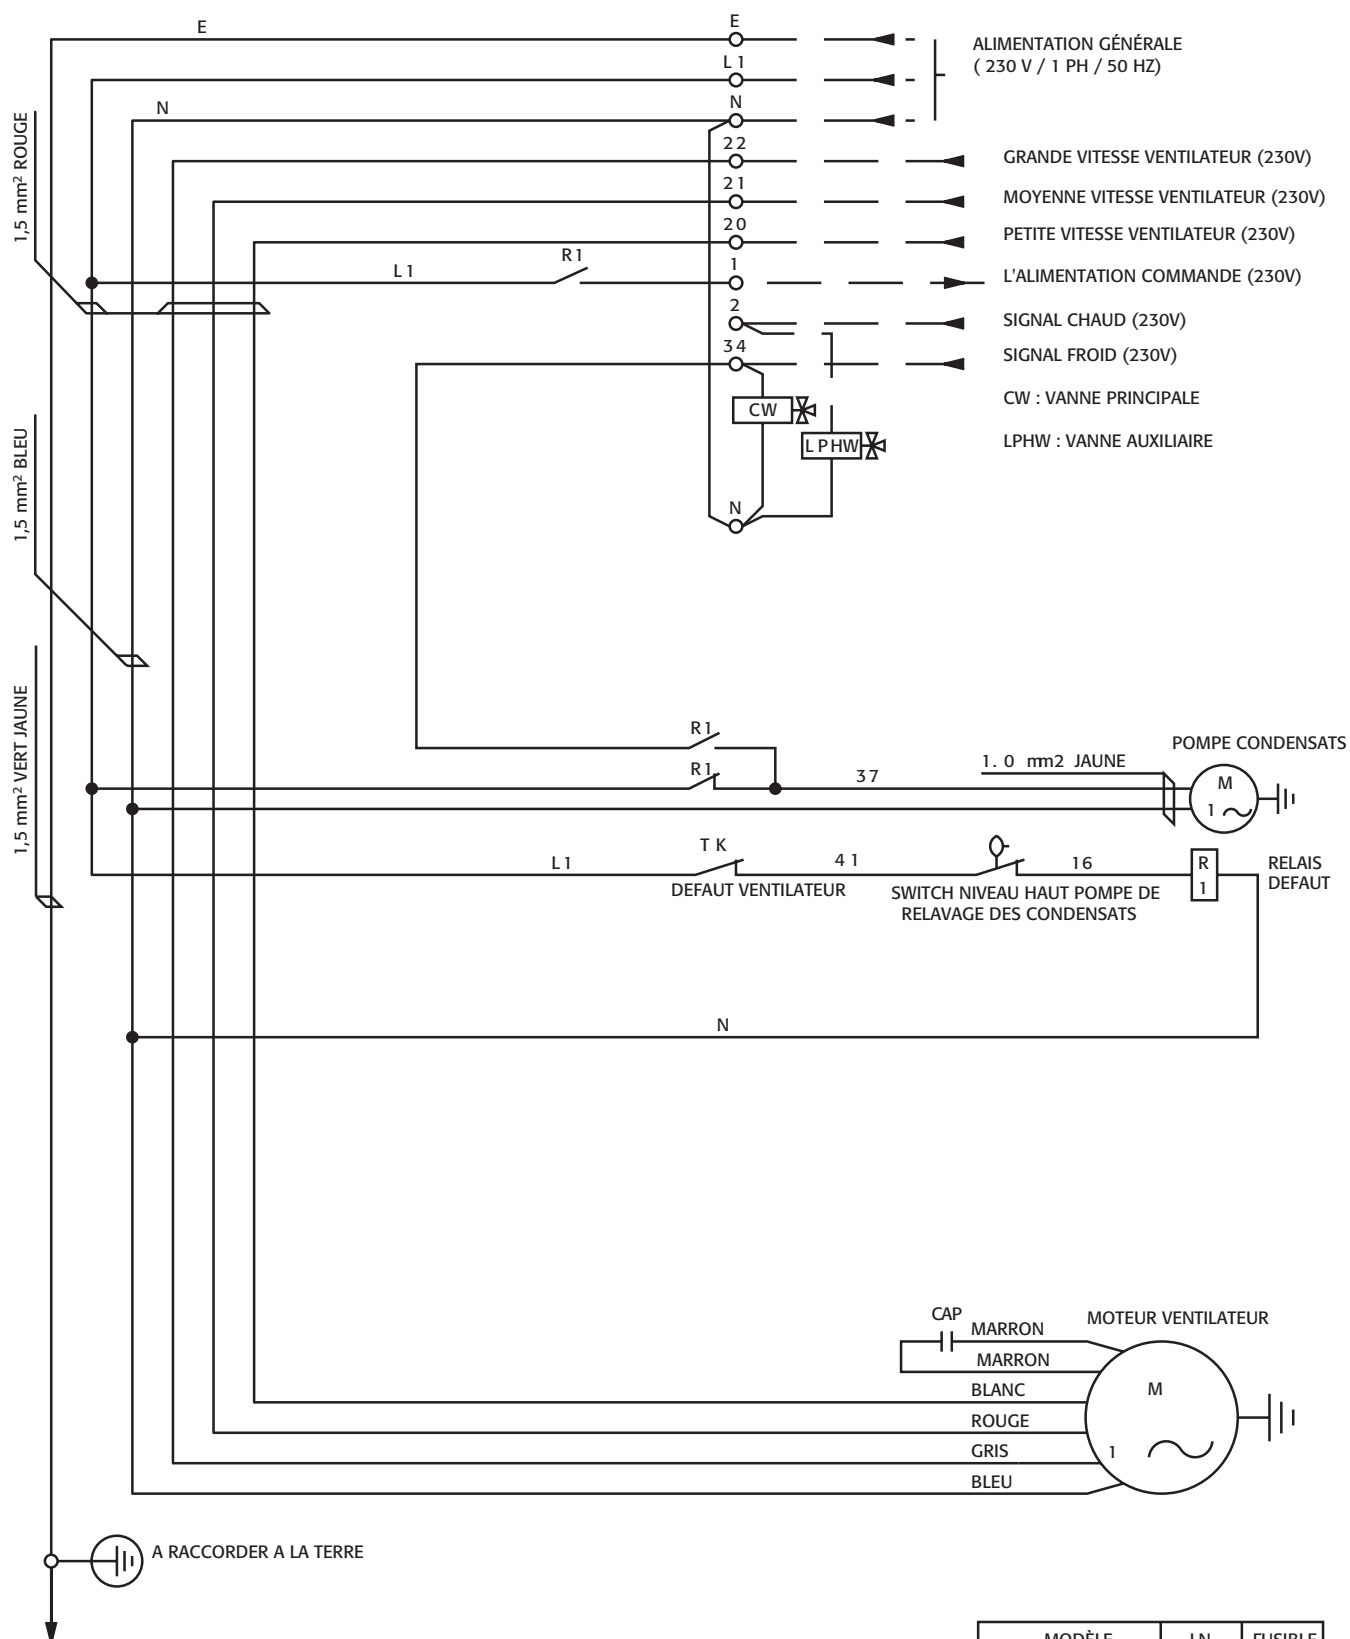 E
E
ALIMENTATION GÉNÉRALE
( 230 V / 1 PH / 50 HZ)
L1
N
N
22
GRANDE VITESSE VENTILATEUR (230V)
21
MOYENNE VITESSE VENTILATEUR (230V)
20
PETITE VITESSE VENTILATEUR (230V)
L1
R1
1
L'ALIMENTATION COMMANDE (230V)
2
SIGNAL CHAUD (230V)
34
SIGNAL FROID (230V)
CW
CW : VANNE PRINCIPALE
LPHW
LPHW : VANNE AUXILIAIRE
N
1,5 mm² ROUGE
1,5 mm² BLEU
1,5 mm² VERT JAUNE
R1
R1
37
1. 0 mm2 JAUNE
POMPE CONDENSATS
M
1
L1
TK
DEFAUT VENTILATEUR
41
SWITCH NIVEAU HAUT POMPE DE
RELAVAGE DES CONDENSATS
16
R
1
RELAIS
DEFAUT
N
CAP
MARRON
MARRON
BLANC
ROUGE
GRIS
BLEU
MOTEUR VENTILATEUR
M
1
A RACCORDER A LA TERRE
MODÈLE
LN
FUSIBLE